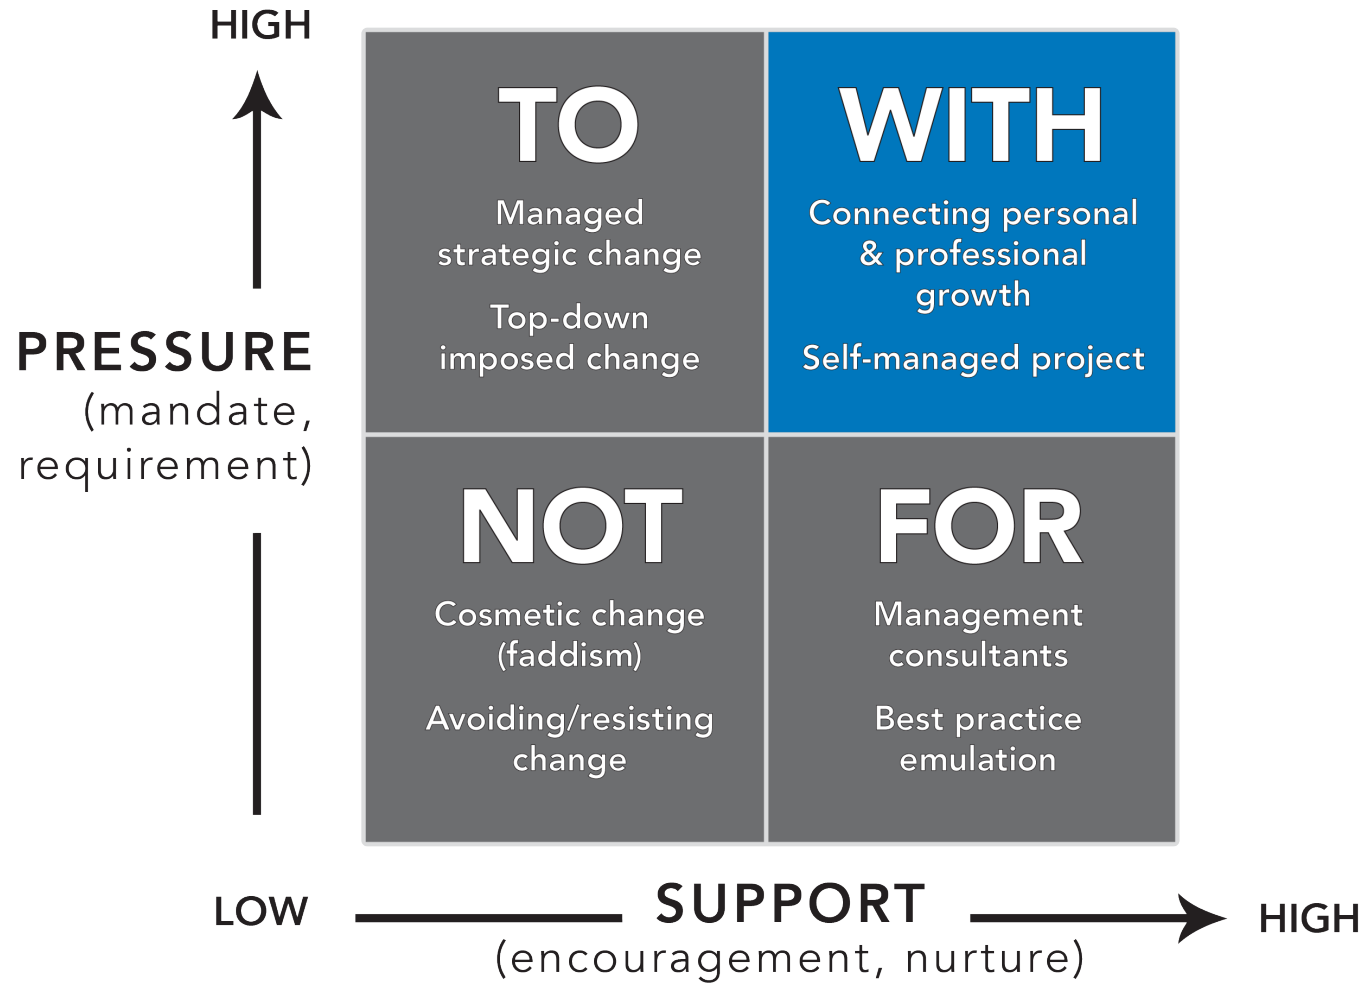 HIGH
PRESSURE
(mandate,
requirement)
LOW
TO
Managed
strategic change
Top-down
imposed change
WITH
Connecting personal
& professional
growth
Self-managed project
NOT
Cosmetic change
(faddism)
Avoiding/resisting
change
FOR
Management
consultants
Best practice
emulation
SUPPORT
(encouragement, nurture)
HIGH